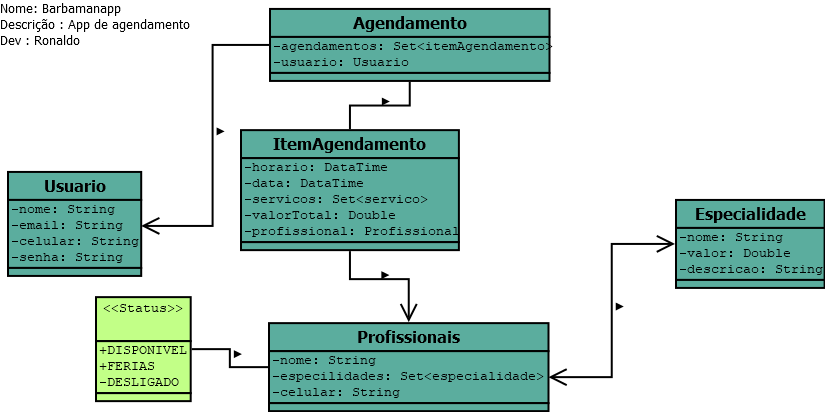 Nome: Barbamanapp
Descrição : App de agendamento
Dev : Ronaldo
Agendamento
-agendamentos: Set<itemAgendamento>
-usuario: Usuario
ItemAgendamento
-horario: DataTime
-data: DataTime
-servicos: Set<servico>
-valorTotal: Double
-profissional: Profissional
Usuario
-nome: String
-email: String
-celular: String
-senha: String
Especialidade
-nome: String
-valor: Double
-descricao: String
<<Status>>
+DISPONIVEL
+FERIAS
-DESLIGADO
Profissionais
-nome: String
-especilidades: Set<especialidade>
-celular: String